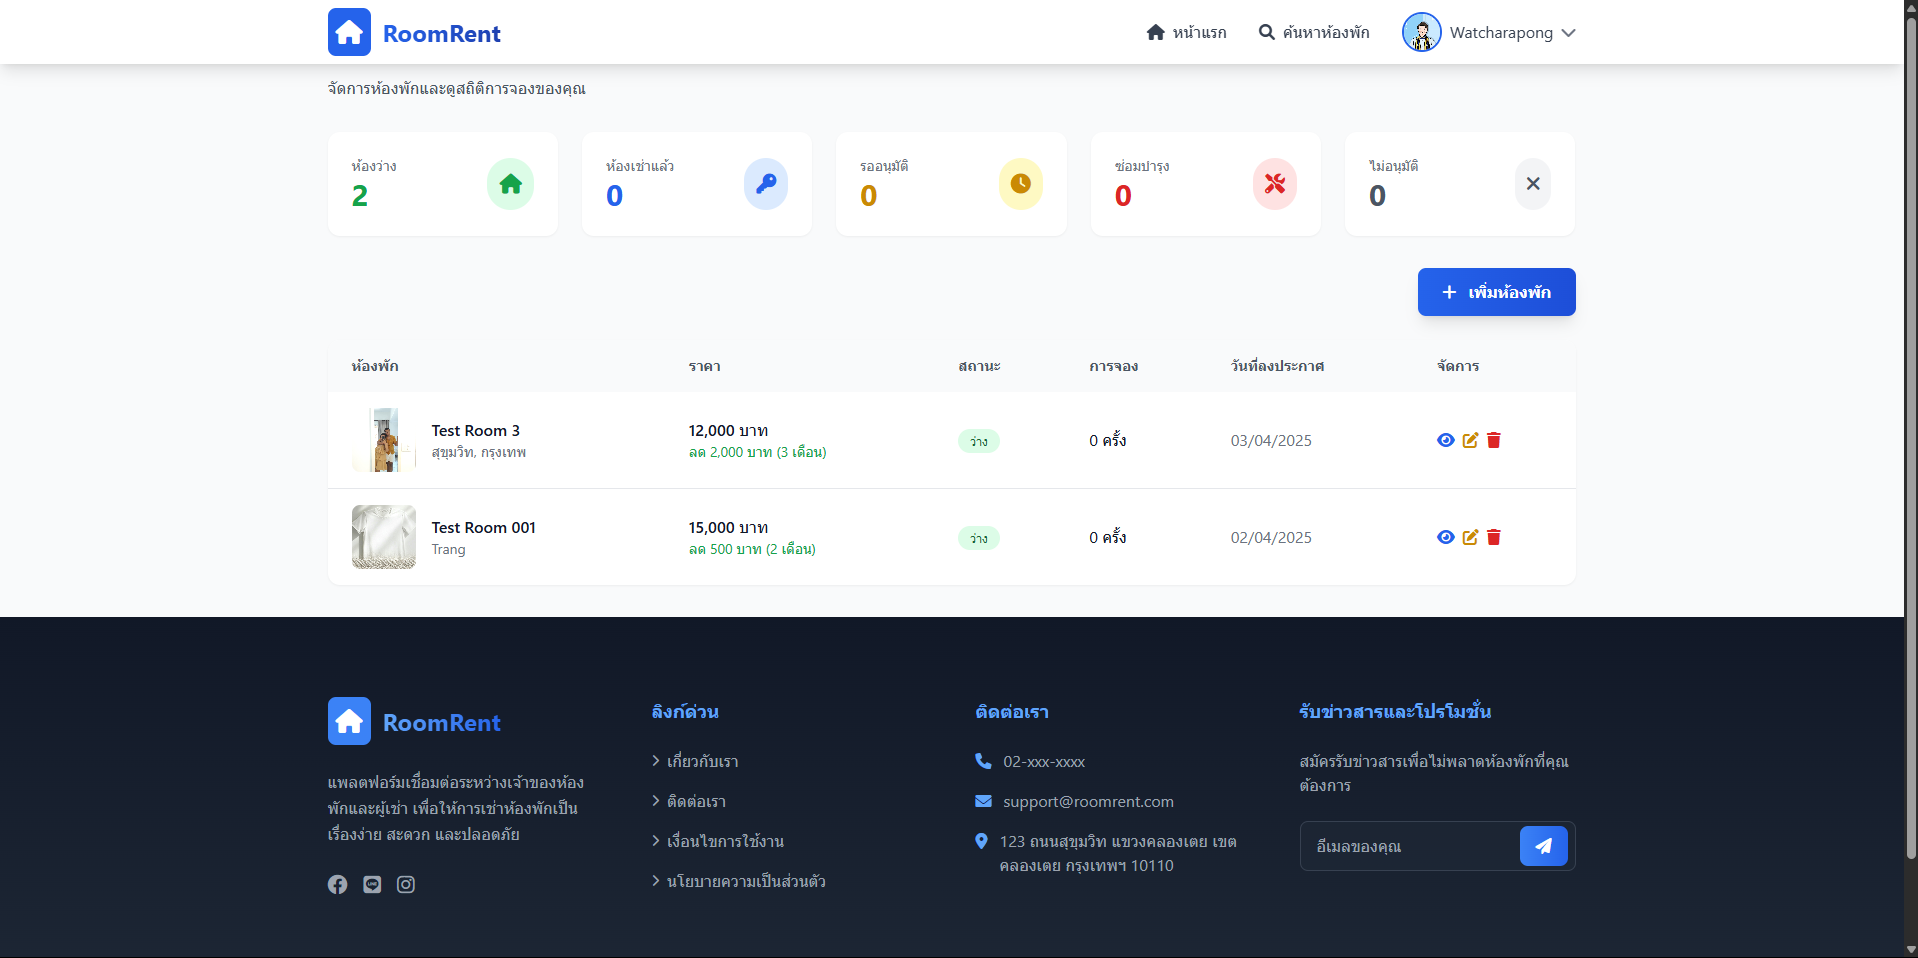 RoomRent
หน้าแรก
ค้นหาห้องพัก
Watcharapong
จัดการห้องพักและดูสถิติการจองของคุณ
ห้องว่าง
2
ห้องเช่าแล้ว
0
รออนุมัติ
0
ซ่อมบำรุง
0
ไม่อนุมัติ
0
เพิ่มห้องพัก
ห้องพัก ราคา สถานะ การจอง วันที่ลงประกาศ จัดการ
Test Room 3
สุขุมวิท, กรุงเทพ
12,000 บาท
ลด 2,000 บาท (3 เดือน)
ว่าง
0 ครั้ง
03/04/2025
Test Room 001
Trang
15,000 บาท
ลด 500 บาท (2 เดือน)
ว่าง
0 ครั้ง
02/04/2025
RoomRent
แพลตฟอร์มเชื่อมต่อระหว่างเจ้าของห้อง
พักและผู้เช่า เพื่อให้การเช่าห้องพักเป็น
เรื่องง่าย สะดวก และปลอดภัย
ลิงก์ด่วน
เกี่ยวกับเรา
ติดต่อเรา
เงื่อนไขการใช้งาน
นโยบายความเป็นส่วนตัว
ติดต่อเรา
02-xxx-xxxx
support@roomrent.com
123 ถนนสุขุมวิท แขวงคลองเตย เขต
คลองเตย กรุงเทพฯ 10110
รับข่าวสารและโปรโมชั่น
สมัครรับข่าวสารเพื่อไม่พลาดห้องพักที่คุณ
ต้องการ
อีเมลของคุณ